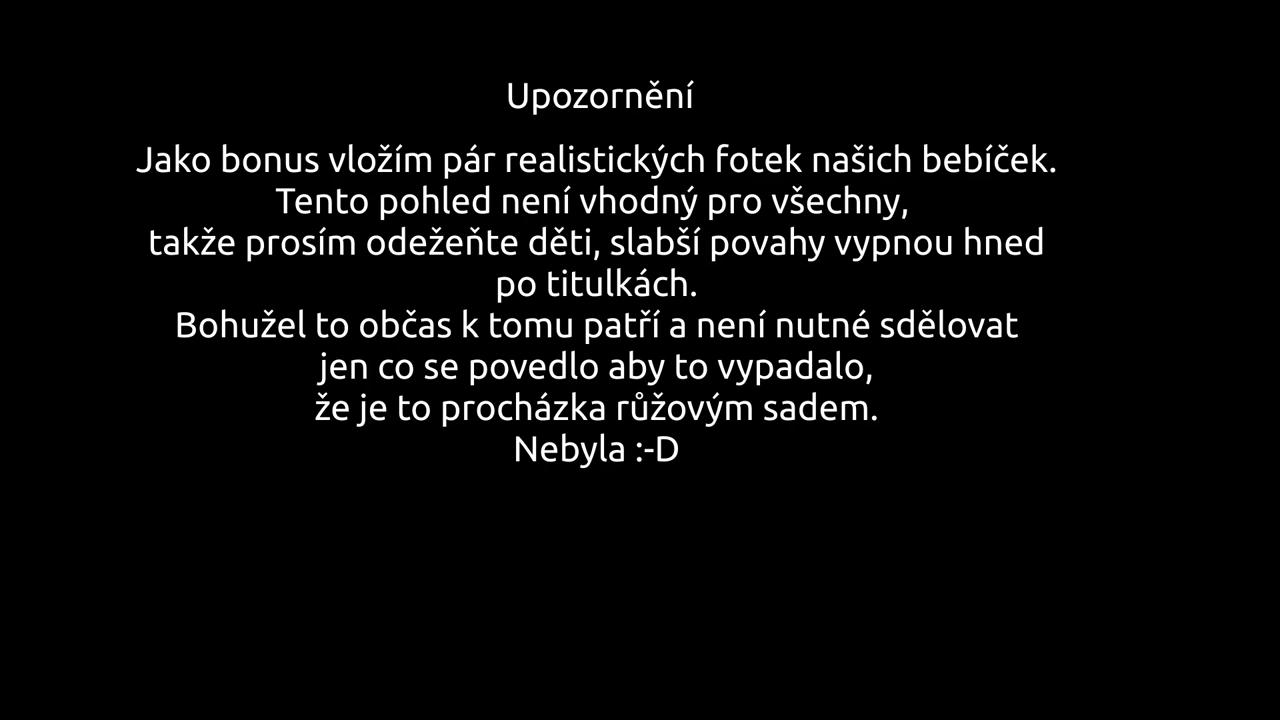 Upozornění
Jako bonus vložím pár realistických fotek našich bebíček.
Tento pohled není vhodný pro všechny,
takže prosím odežeňte děti, slabší povahy vypnou hned
po titulkách.
Bohužel to občas k tomu patří a není nutné sdělovat
jen co se povedlo aby to vypadalo,
že je to procházka růžovým sadem.
Nebyla :-D